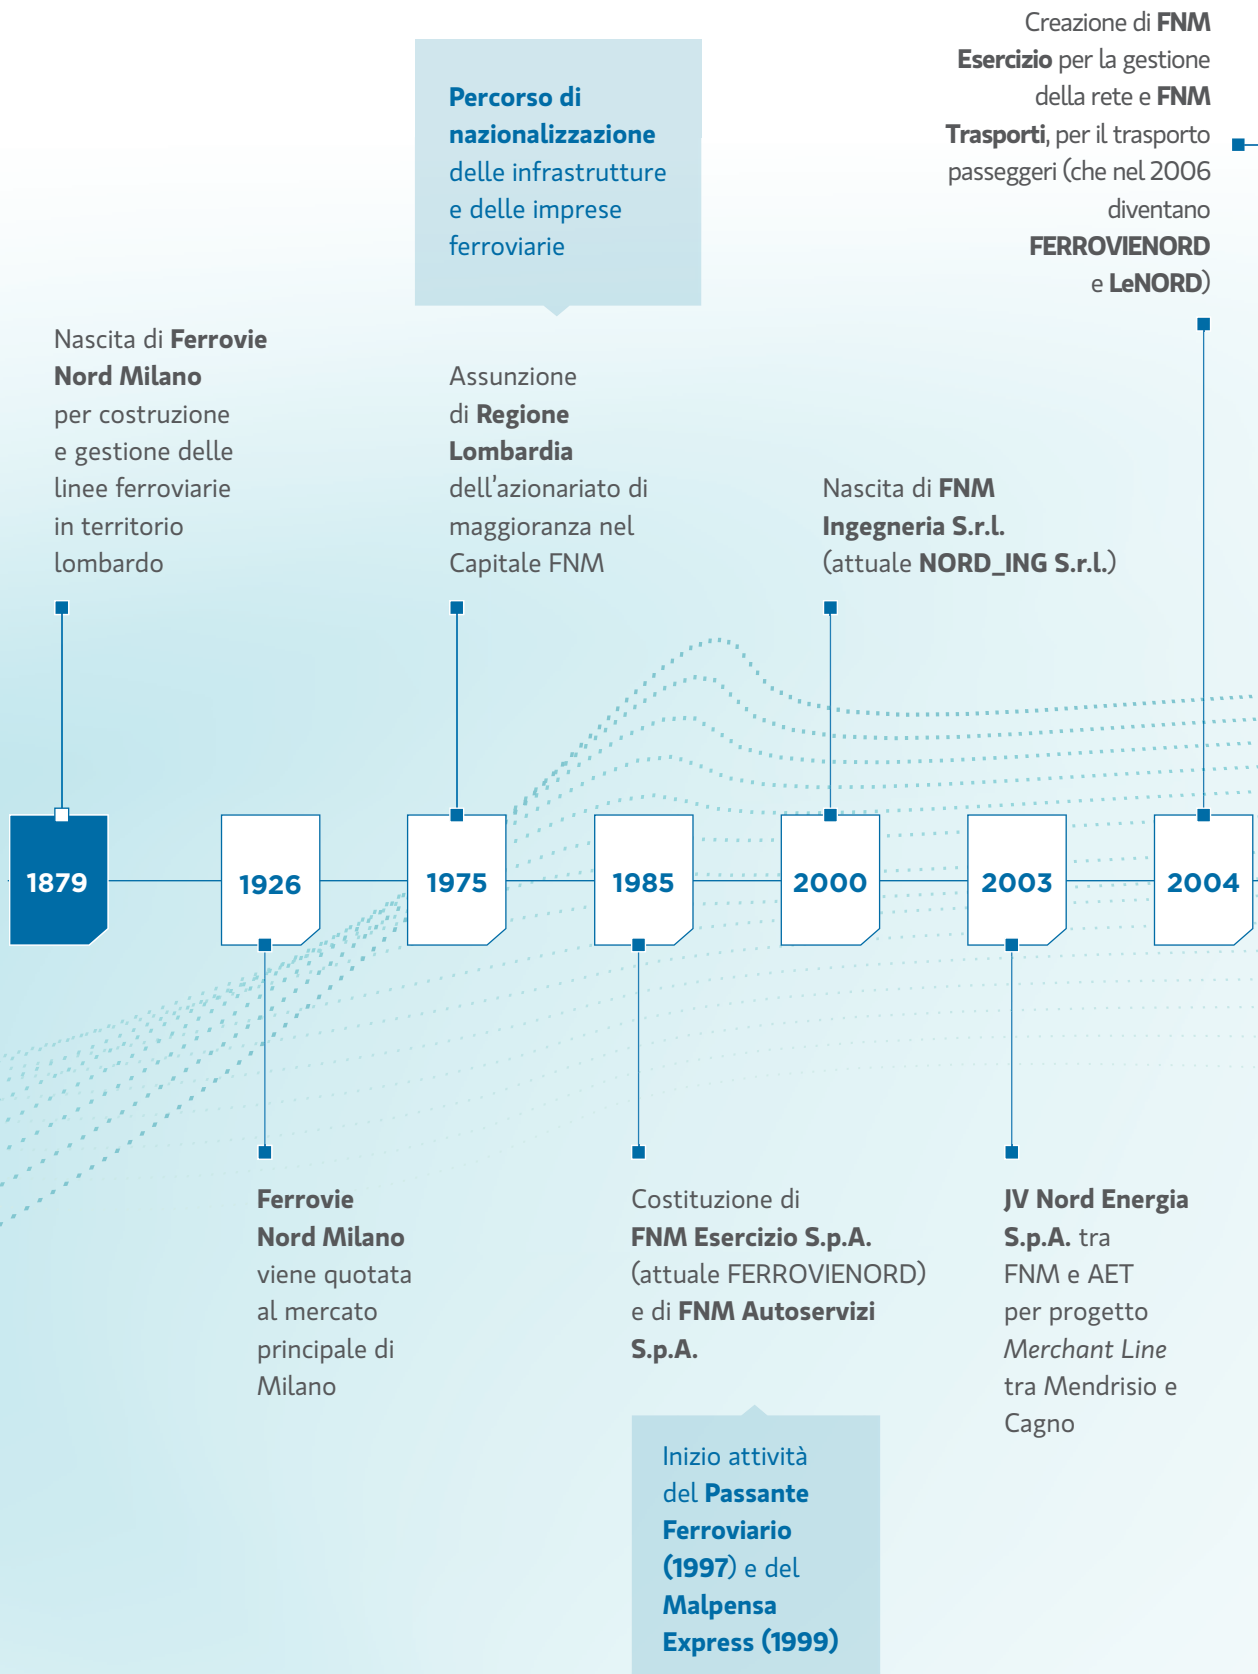 Creazione di FNM
Esercizio per la gestione
della rete e FNM
Trasporti, per il trasporto
passeggeri (che nel 2006
diventano
FERROVIENORD
e LeNORD)
Percorso di
nazionalizzazione
delle infrastrutture
e delle imprese
ferroviarie
Nascita di Ferrovie
Nord Milano
per costruzione
e gestione delle
linee ferroviarie
in territorio
lombardo
Assunzione
di Regione
Lombardia
dell'azionariato di
maggioranza nel
Capitale FNM
Nascita di FNM
Ingegneria S.r.l.
(attuale NORD_ING S.r.l.)
1879
1926
1975
1985
2000
2003
2004
Ferrovie
Nord Milano
viene quotata
al mercato
principale di
Milano
Costituzione di
FNM Esercizio S.p.A.
(attuale FERROVIENORD)
e di FNM Autoservizi
S.p.A.
JV Nord Energia
S.p.A. tra
FNM e AET
per progetto
Merchant Line
tra Mendrisio e
Cagno
Inizio attività
del Passante
Ferroviario
(1997) e del
Malpensa
Express (1999)